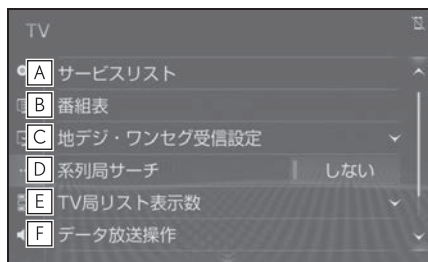 TV
A サービスリスト
B 番組表
C 地デジ・ワンセグ受信設定
D 系列局サーチ しない
E TV局リスト表示数
F データ放送操作